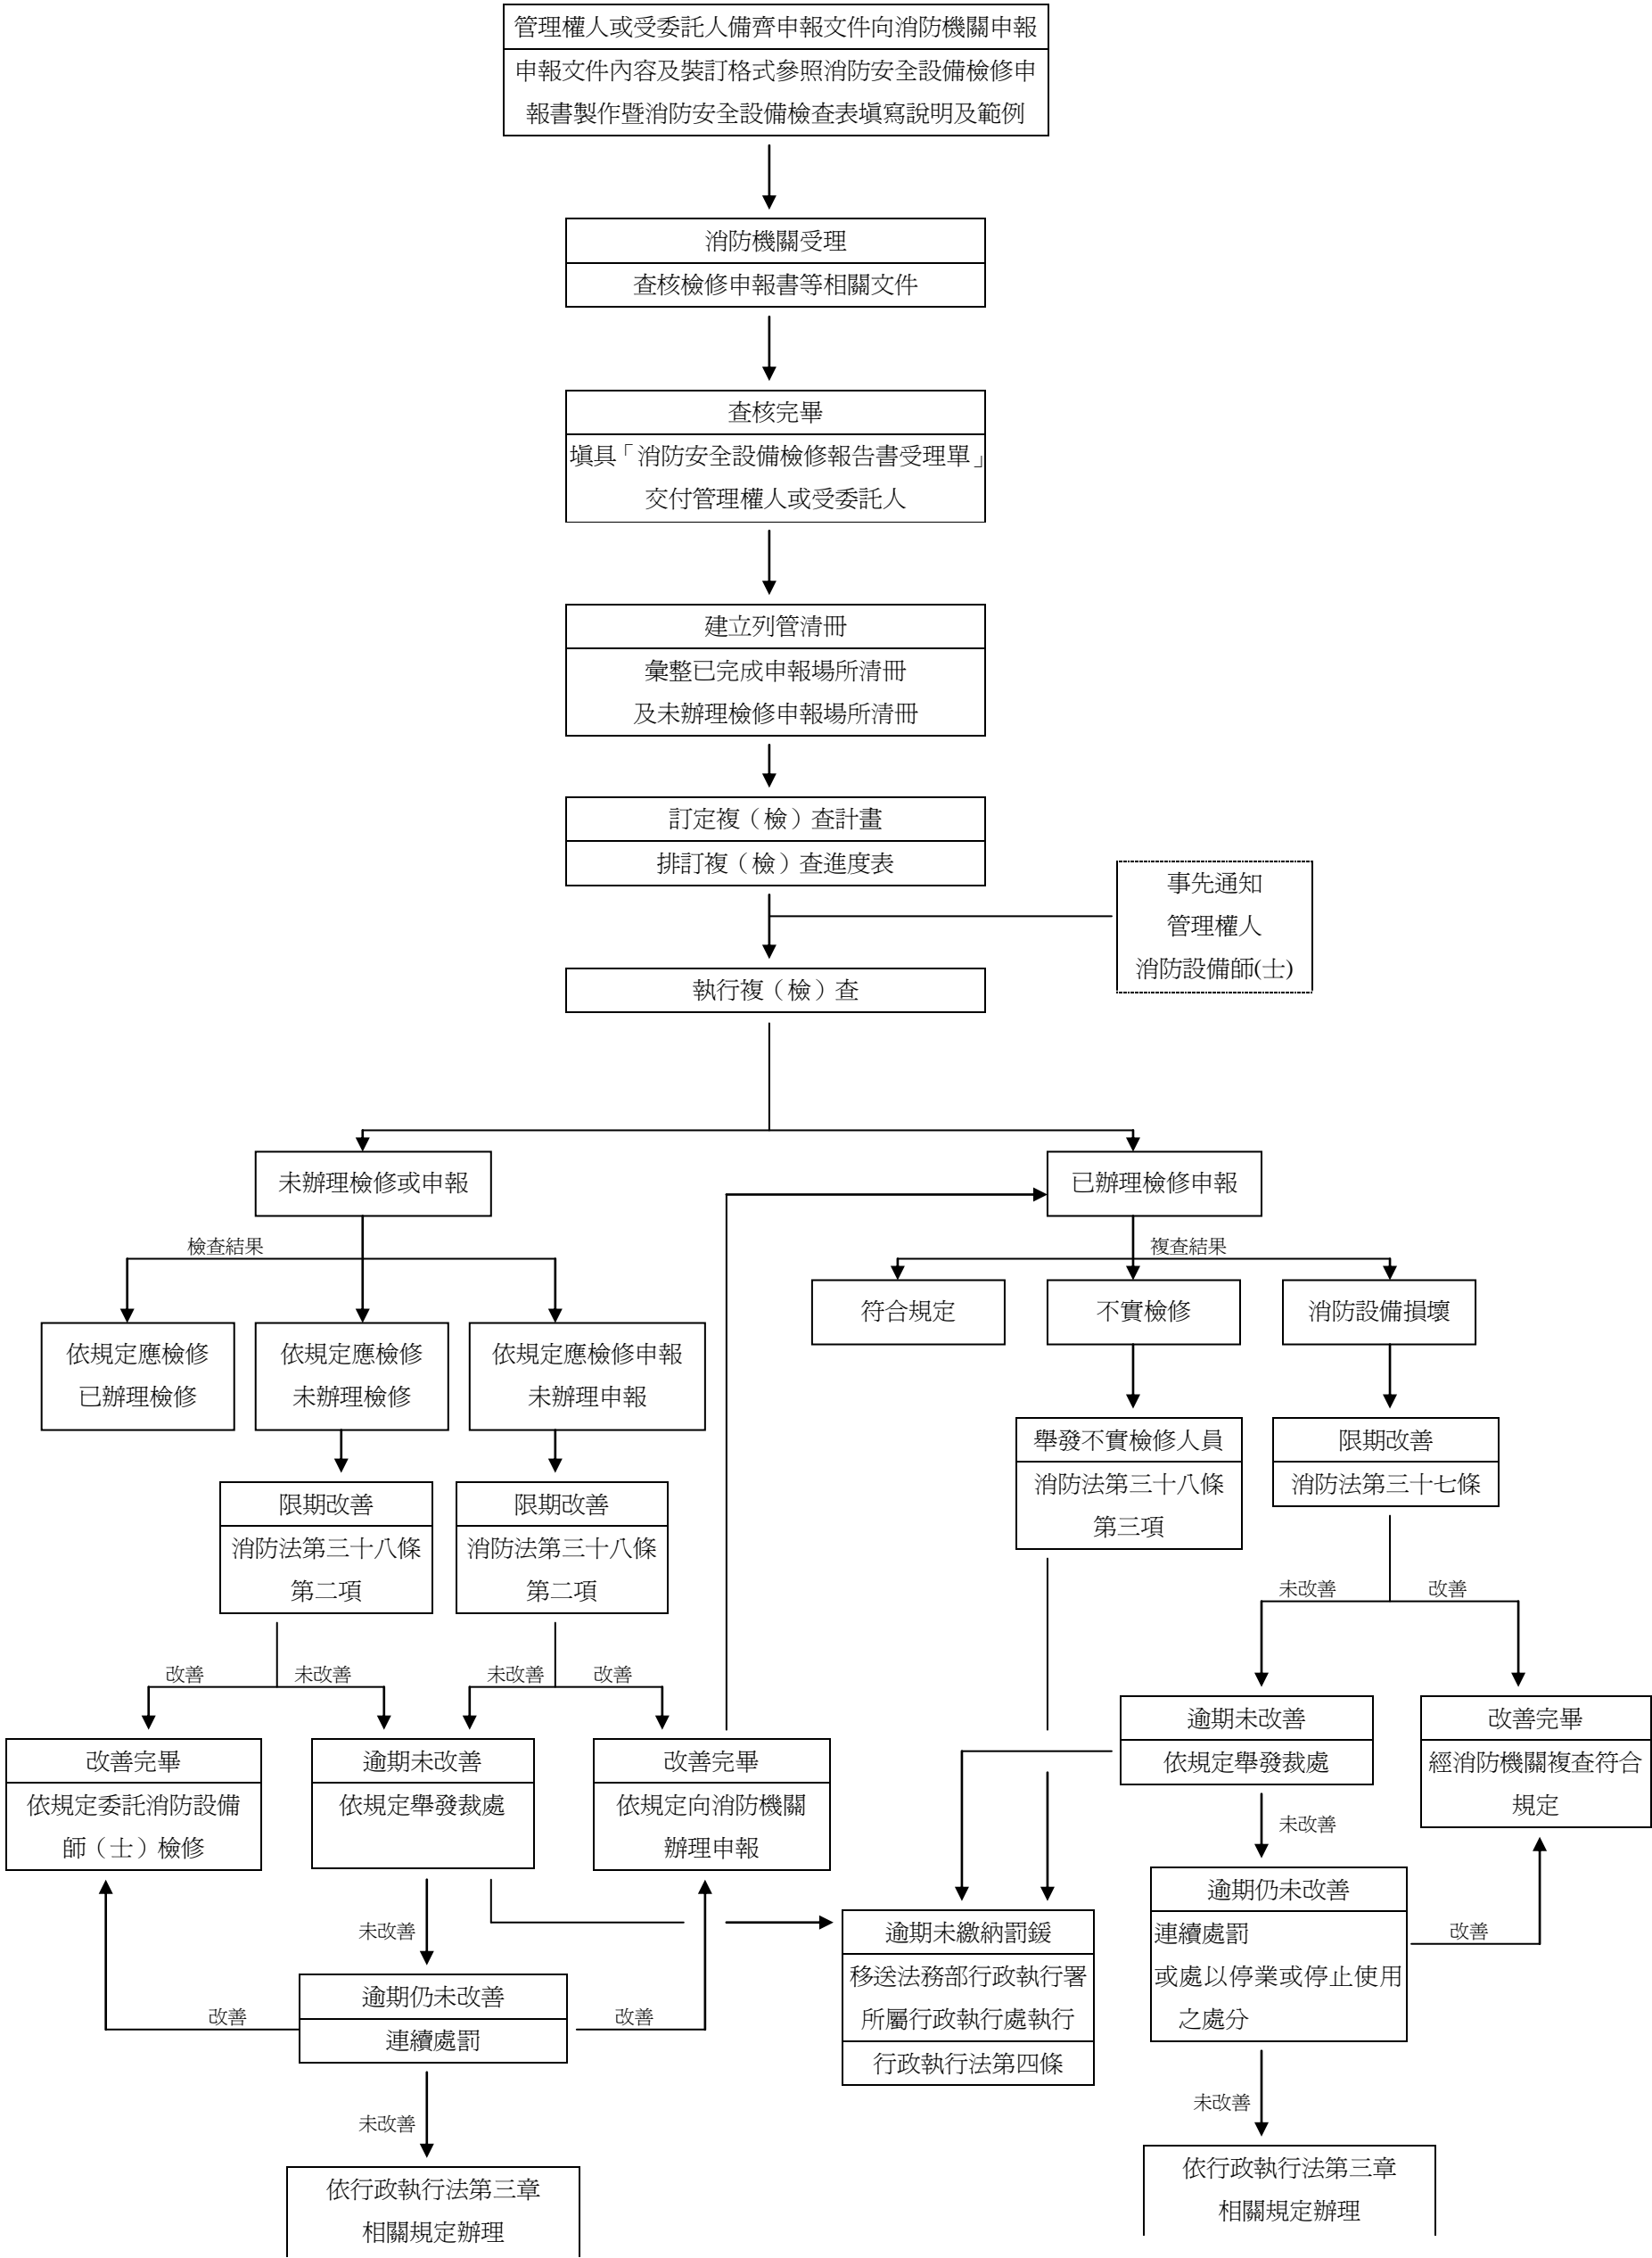 管理權人或受委託人備齊申報文件向消防機關申報
申報文件內容及裝訂格式參照消防安全設備檢修申
報書製作暨消防安全設備檢查表填寫說明及範例
消防機關受理
查核檢修申報書等相關文件
查核完畢
填具「消防安全設備檢修報告書受理單」
交付管理權人或受委託人
建立列管清冊
彙整已完成申報場所清冊
及未辦理檢修申報場所清冊
訂定複（檢）查計畫
排訂複（檢）查進度表
事先通知
管理權人
消防設備師(士)
執行複（檢）查
未辦理檢修或申報
已辦理檢修申報
檢查結果
複查結果
依規定應檢修
已辦理檢修
依規定應檢修
未辦理檢修
依規定應檢修申報
未辦理申報
符合規定
不實檢修
消防設備損壞
限期改善
消防法第三十八條
第二項
限期改善
消防法第三十八條
第二項
舉發不實檢修人員
消防法第三十八條
第三項
限期改善
消防法第三十七條
改善
未改善
未改善
改善
未改善
改善
改善完畢
依規定委託消防設備
師（士）檢修
逾期未改善
依規定舉發裁處
改善完畢
依規定向消防機關
辦理申報
逾期未改善
依規定舉發裁處
改善完畢
經消防機關複查符合
規定
未改善
未改善
逾期仍未改善
連續處罰
改善
改善
逾期未繳納罰鍰
移送法務部行政執行署
所屬行政執行處執行
行政執行法第四條
逾期仍未改善
連續處罰
或處以停業或停止使用
之處分
改善
未改善
未改善
依行政執行法第三章
相關規定辦理
依行政執行法第三章
相關規定辦理